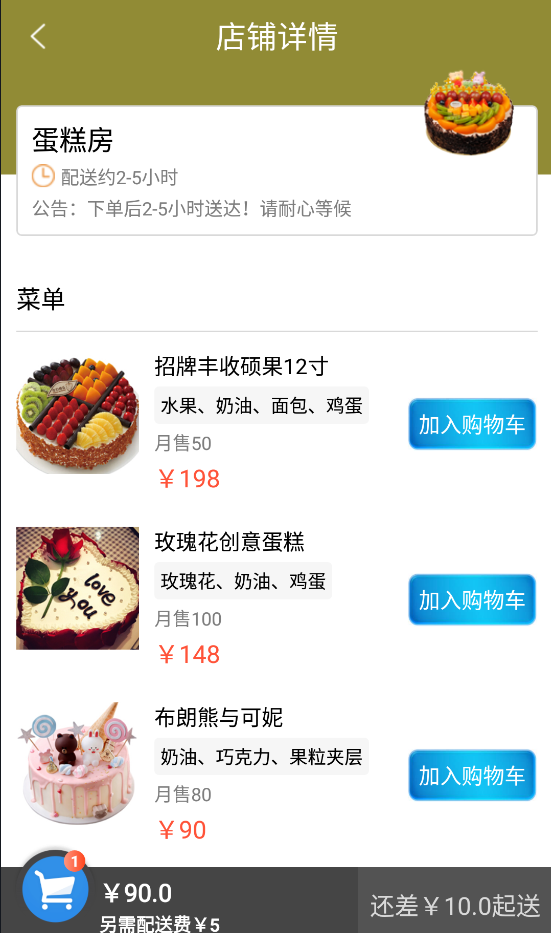 店铺详情
蛋糕房
配送约2-5小时
公告：下单后2-5小时送达！请耐心等候
菜单
招牌丰收硕果12寸
水果、奶油、面包、鸡蛋
月售50
￥198
加入购物车
玫瑰花创意蛋糕
玫瑰花、奶油、鸡蛋
月售100
￥148
加入购物车
love
you
布朗熊与可妮
奶油、巧克力、果粒夹层
月售80
￥90
加入购物车
1
￥90.0
另需配送费￥5
还差￥10.0起送